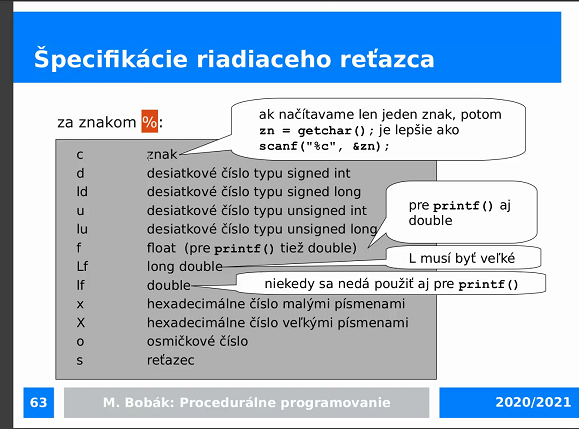 Špecifikácie riadiaceho reťazca
za znakom %:
ak načítavame len jeden znak, potom
zn = getchar(); je lepšie ako
scanf("%c", &zn);
c znak
d desiatkové číslo typu signed int
ld desiatkové číslo typu signed long
u desiatkové číslo typu unsigned int
lu desiatkové číslo typu unsigned long
pre printf() aj
double
f float (pre printf() tiež double)
Lf long double
L musí byť veľké
lf double
niekedy sa nedá použiť aj pre printf()
x hexadecimálne číslo malými písmenami
X hexadecimálne číslo veľkými písmenami
o osmičkové číslo
s reťazec
63 M. Bobák: Procedurálne programovanie 2020/2021